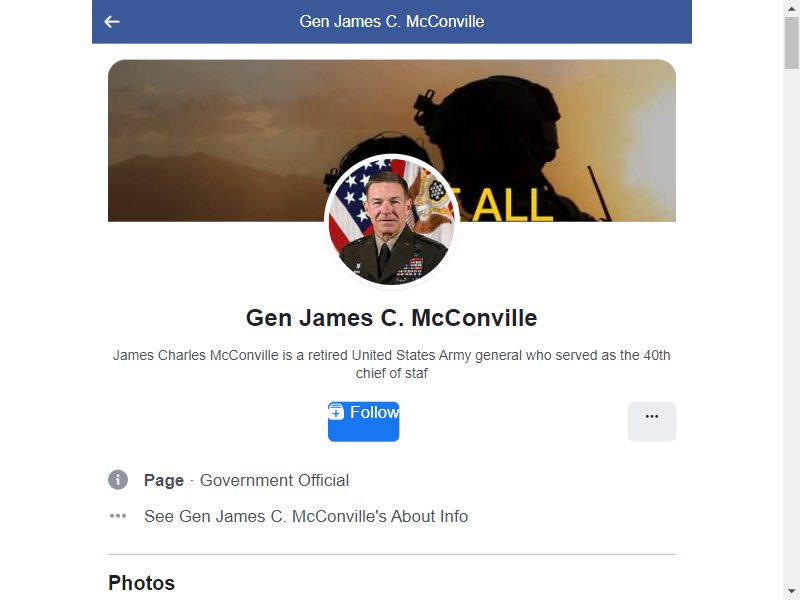 Gen James C. McConville
ALL
Gen James C. McConville
James Charles McConville is a retired United States Army general who served as the 40th
chief of staf
Follow
...
Page · Government Official
See Gen James C. McConville's About Info
Photos